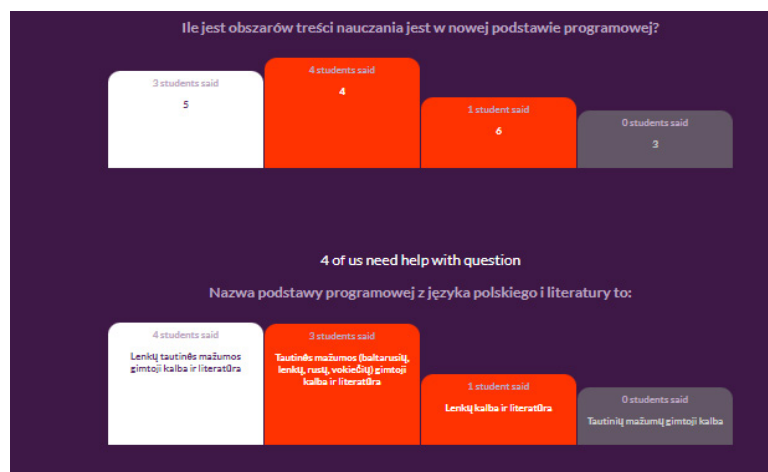 Ile jest obszarów treści nauczania jest w nowej podstawie programowej?
3 students said
5
4 students said
4
1 student said
6
0 students said
3
4 of us need help with question
Nazwa podstawy programowej z języka polskiego i literatury to:
4 students said
Lenkų tautinės mažumos
gimtoji kalba ir literatūra
3 students said
Tautinės mažumos (baltarusių,
lenkų, rusų, vokiečių) gimtoji
kalba ir literatūra
1 student said
Lenkų kalba ir literatūra
0 students said
Tautinių mažumų gimtoji kalba